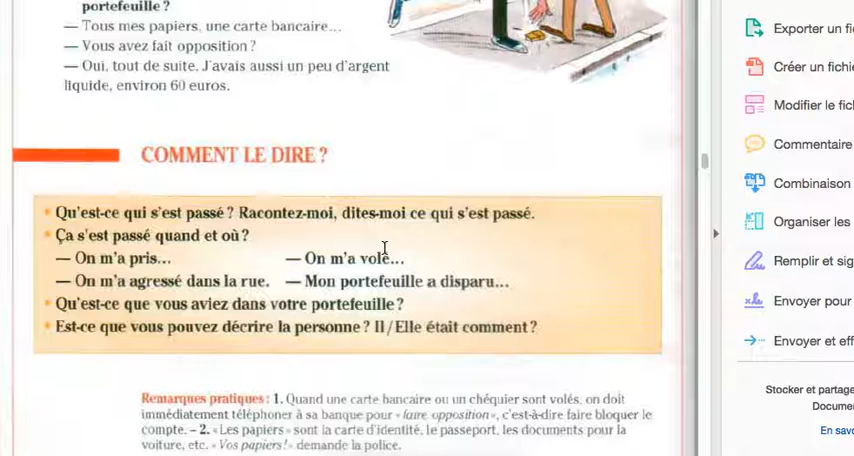 portefeuille ?
— Tous mes papiers, une carte bancaire...
— Vous avez fait opposition ?
— Oui, tout de suite. J'avais aussi un peu d'argent
liquide, environ 60 euros.
COMMENT LE DIRE ?
• Qu'est-ce qui s'est passé ? Racontez-moi, dites-moi ce qui s'est passé.
• Ça s'est passé quand et où ?
— On m'a pris... — On m'a volé...
— On m'a agressé dans la rue. — Mon portefeuille a disparu...
• Qu'est-ce que vous aviez dans votre portefeuille ?
• Est-ce que vous pouvez décrire la personne ? Il/Elle était comment ?
Remarques pratiques : 1. Quand une carte bancaire ou un chéquier sont volés, on doit
immédiatement téléphoner à sa banque pour « faire opposition », c'est-à-dire faire bloquer le
compte. – 2. « Les papiers » sont la carte d'identité, le passeport, les documents pour la
voiture, etc. « Vos papiers ! » demande la police.
Exporter un fi
Créer un fichie
Modifier le fich
Commentaire
Combinaison
Organiser les
Remplir et sig
Envoyer pour
Envoyer et eff
Stocker et partage
Documen
En savo